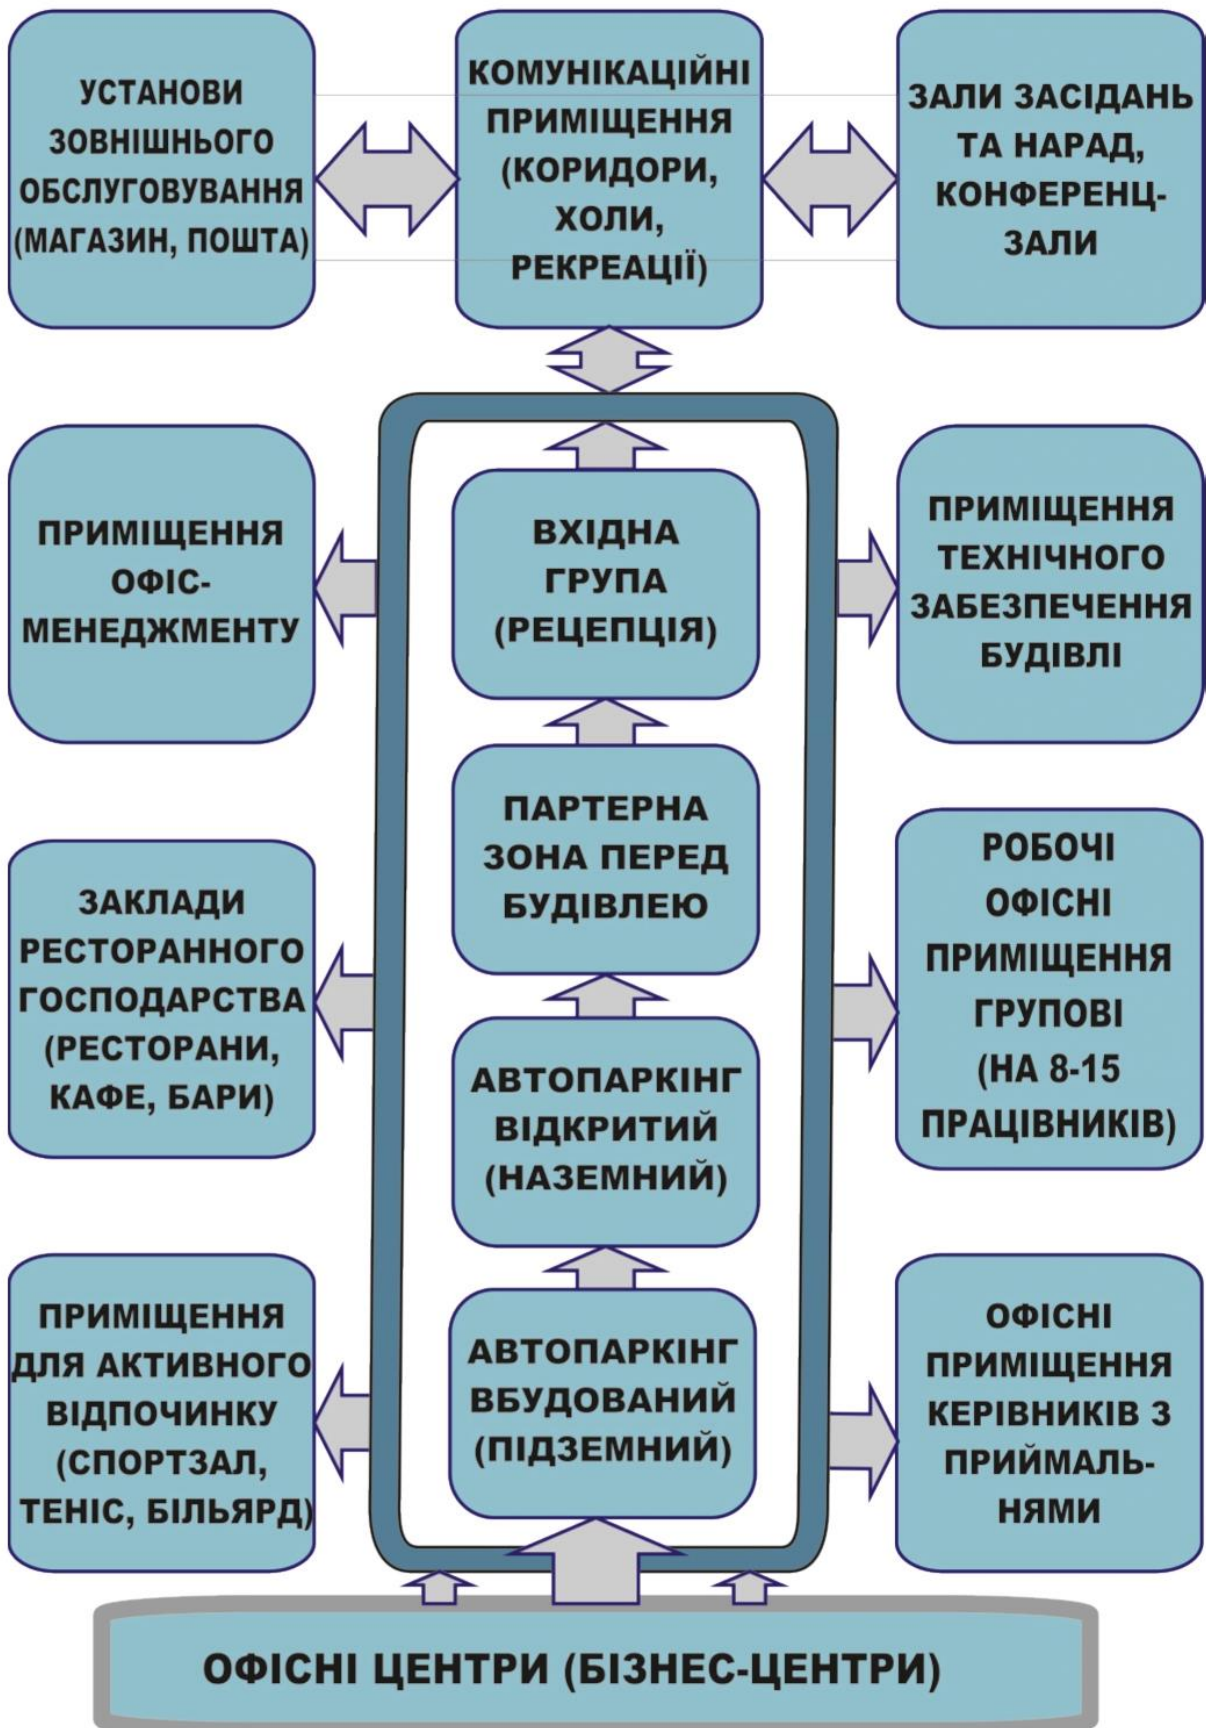 УСТАНОВИ
ЗОВНІШНЬОГО
ОБСЛУГОВУВАННЯ
(МАГАЗИН, ПОШТА)
КОМУНІКАЦІЙНІ
ПРИМІЩЕННЯ
(КОРИДОРИ,
ХОЛИ,
РЕКРЕАЦІЇ)
ЗАЛИ ЗАСІДАНЬ
ТА НАРАД,
КОНФЕРЕНЦ-
ЗАЛИ
ПРИМІЩЕННЯ
ОФІС-
МЕНЕДЖМЕНТУ
ВХІДНА
ГРУПА
(РЕЦЕПЦІЯ)
ПРИМІЩЕННЯ
ТЕХНІЧНОГО
ЗАБЕЗПЕЧЕННЯ
БУДІВЛІ
ПАРТЕРНА
ЗОНА ПЕРЕД
БУДІВЛЕЮ
ЗАКЛАДИ
РЕСТОРАННОГО
ГОСПОДАРСТВА
(РЕСТОРАНИ,
КАФЕ, БАРИ)
РОБОЧІ
ОФІСНІ
ПРИМІЩЕННЯ
ГРУПОВІ
(НА 8-15
ПРАЦІВНИКІВ)
АВТОПАРКІНГ
ВІДКРИТИЙ
(НАЗЕМНИЙ)
ПРИМІЩЕННЯ
ДЛЯ АКТИВНОГО
ВІДПОЧИНКУ
(СПОРТЗАЛ,
ТЕНІС, БІЛЬЯРД)
АВТОПАРКІНГ
ВБУДОВАНИЙ
(ПІДЗЕМНИЙ)
ОФІСНІ
ПРИМІЩЕННЯ
КЕРІВНИКІВ З
ПРИЙМАЛЬ-
НЯМИ
ОФІСНІ ЦЕНТРИ (БІЗНЕС-ЦЕНТРИ)